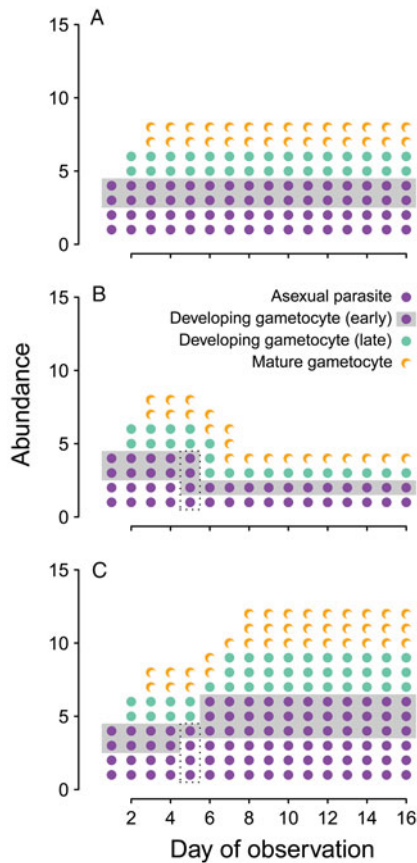 A
15
10
5
0
B
15
10
5
0
Asexual parasite
Developing gametocyte (early)
Developing gametocyte (late)
Mature gametocyte
Abundance
C
15
10
5
0
2 4 6 8 10 12 14 16
Day of observation